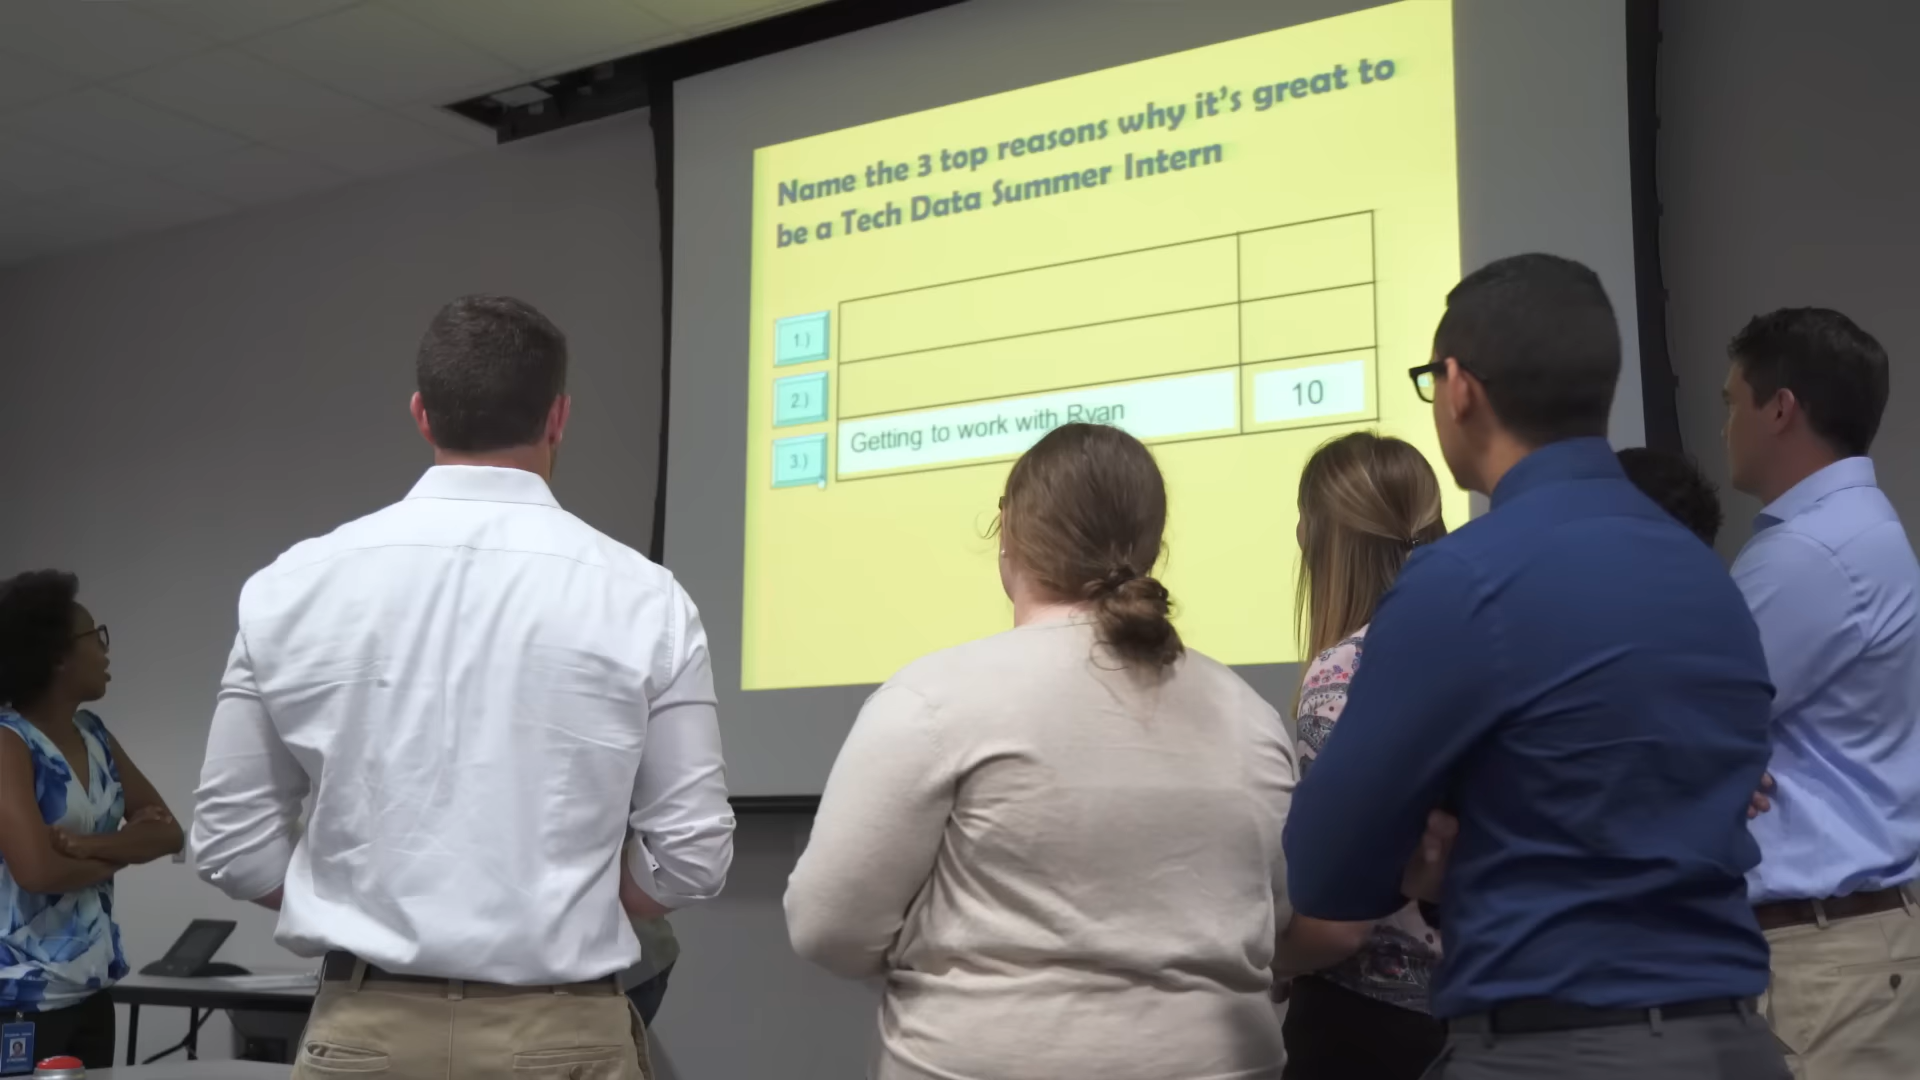 Name the 3 top reasons why it's great to
be a Tech Data Summer Intern
1.)
2.)
3.)
Getting to work with Ryan
10